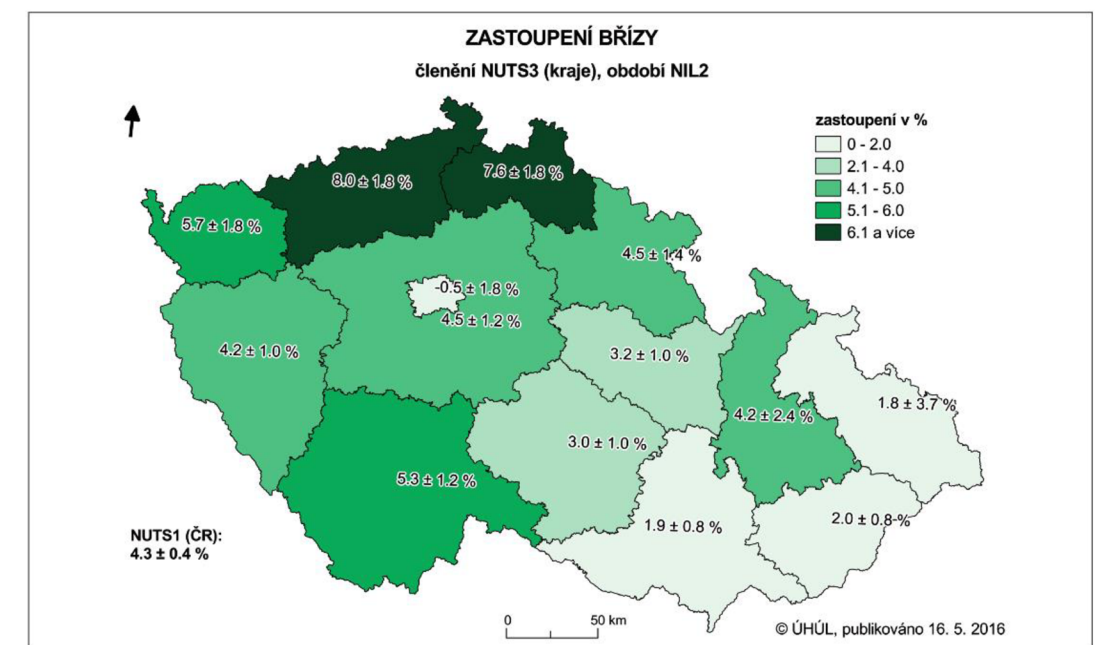 ZASTOUPENÍ BŘÍZY
členění NUTS3 (kraje), období NIL2
zastoupení v %
0 - 2.0
2.1 - 4.0
4.1 - 5.0
5.1 - 6.0
6.1 a více
8.0 ± 1.8 %
7.6 ± 1.8 %
5.7 ± 1.8 %
4.5 ± 1.4 %
-0.5 ± 1.8 %
4.5 ± 1.2 %
4.2 ± 1.0 %
3.2 ± 1.0 %
1.8 ± 3.7 %
4.2 ± 2.4 %
3.0 ± 1.0 %
5.3 ± 1.2 %
2.0 ± 0.8 %
1.9 ± 0.8 %
NUTS1 (ČR):
4.3 ± 0.4 %
0 50 km
© ÚHÚL, publikováno 16. 5. 2016